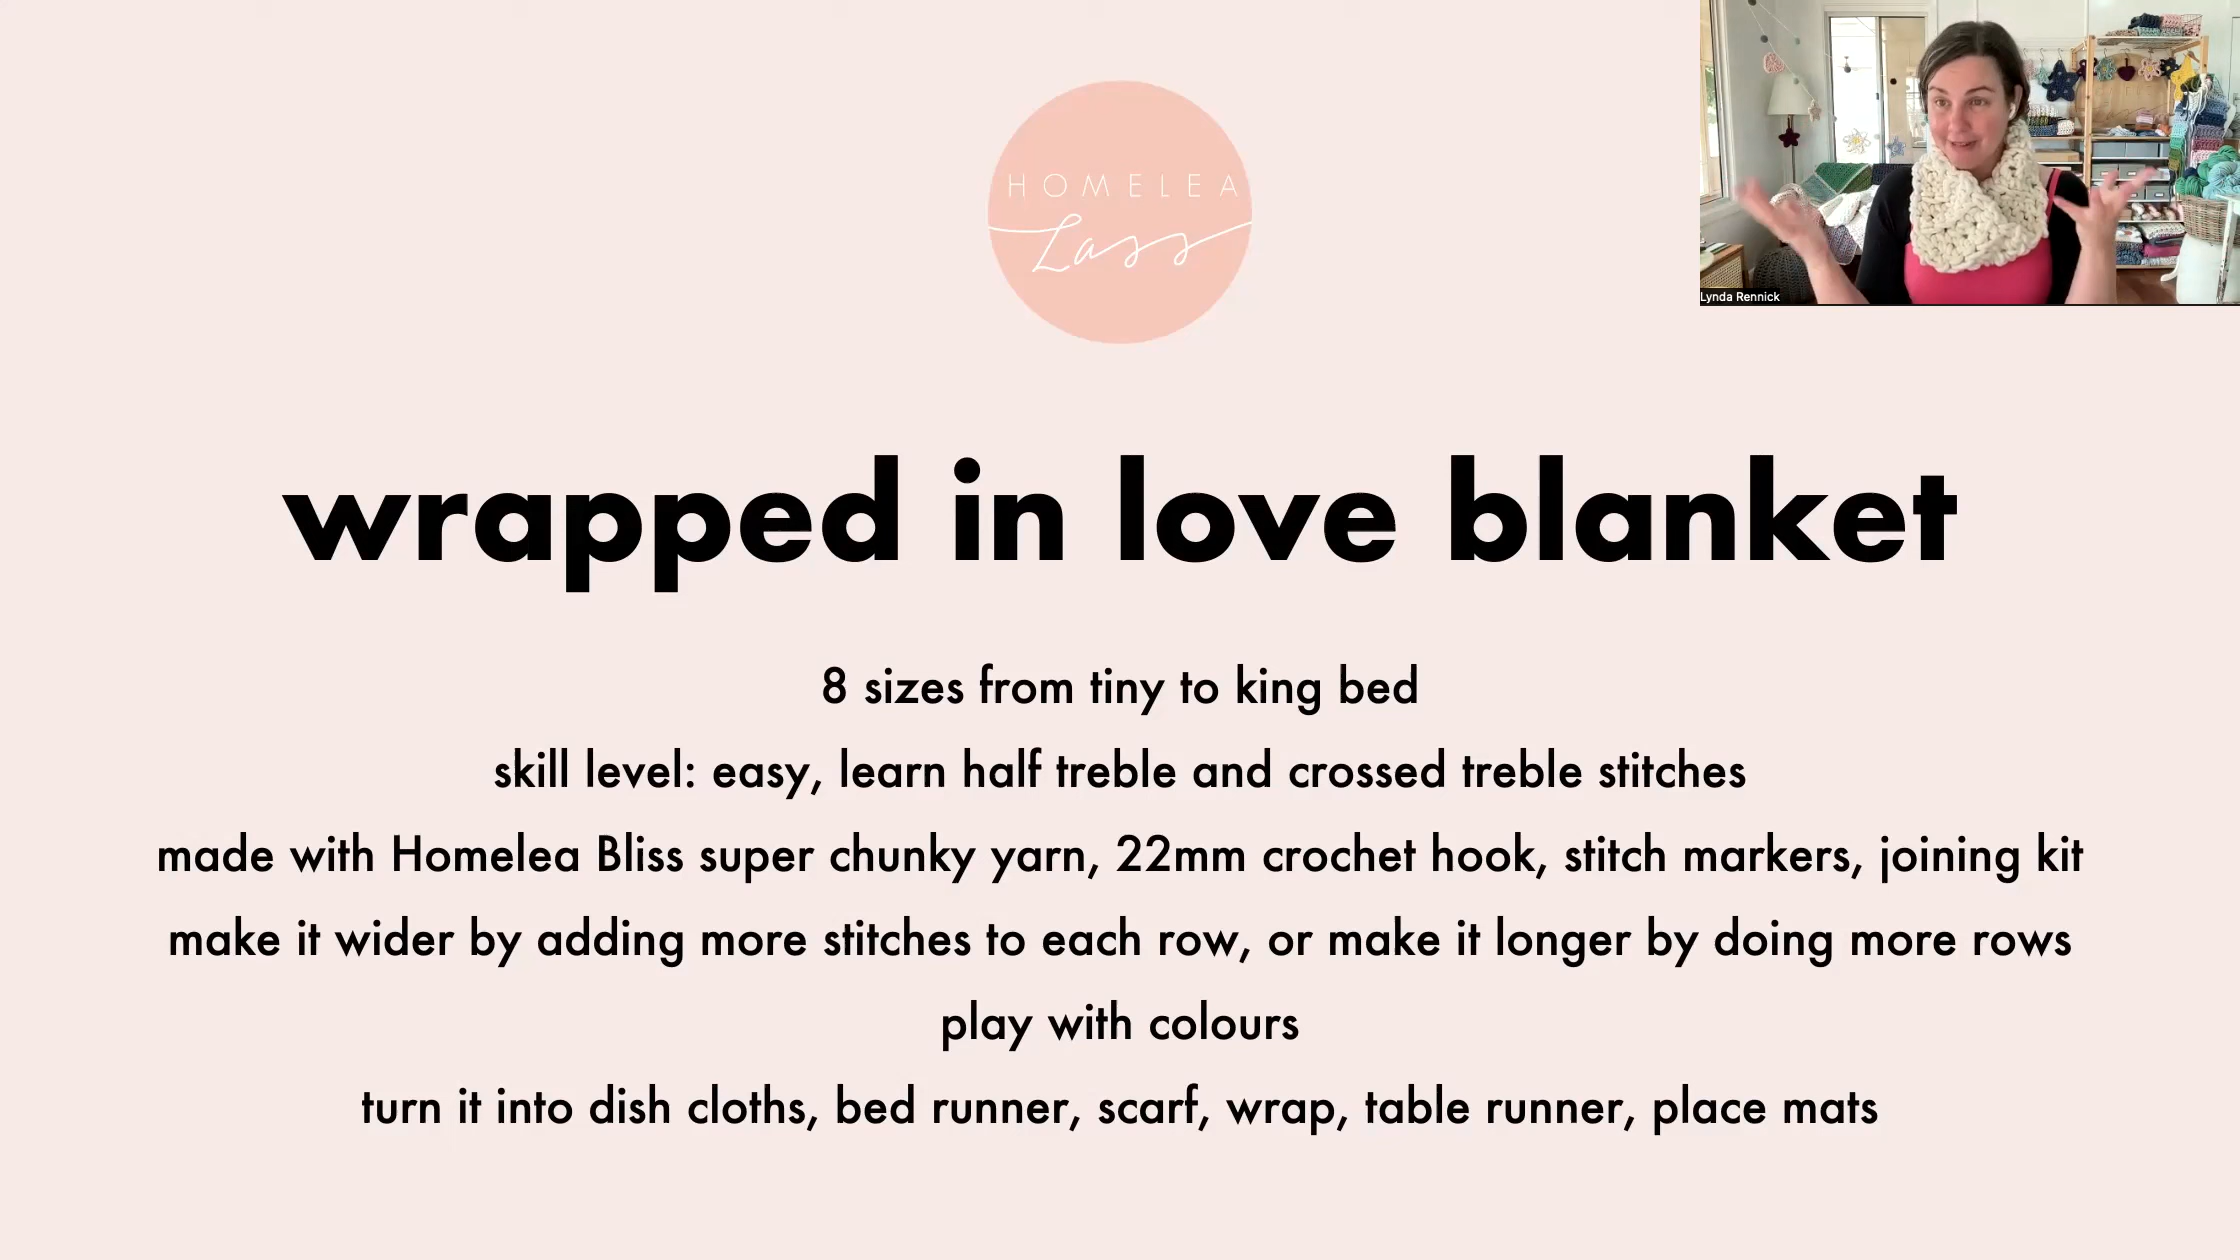 HOMELEA
Lass
Lynda Rennick
wrapped in love blanket
8 sizes from tiny to king bed
skill level: easy, learn half treble and crossed treble stitches
made with Homelea Bliss super chunky yarn, 22mm crochet hook, stitch markers, joining kit
make it wider by adding more stitches to each row, or make it longer by doing more rows
play with colours
turn it into dish cloths, bed runner, scarf, wrap, table runner, place mats